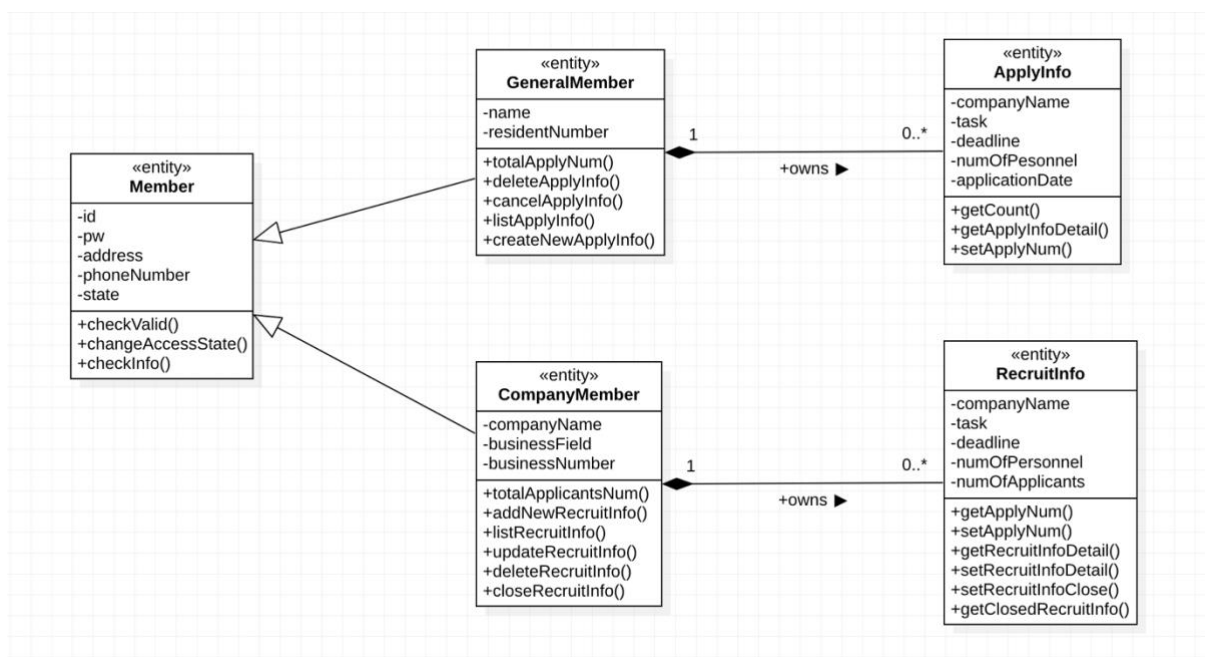 «entity»
Member
-id
-pw
-address
-phoneNumber
-state
+checkValid()
+changeAccessState()
+checkInfo()
«entity»
GeneralMember
-name
-residentNumber
+totalApplyNum()
+deleteApplyInfo()
+cancelApplyInfo()
+listApplyInfo()
+createNewApplyInfo()
1
0..*
+owns ▶
«entity»
ApplyInfo
-companyName
-task
-deadline
-numOfPesonnel
-applicationDate
+getCount()
+getApplyInfoDetail()
+setApplyNum()
«entity»
CompanyMember
-companyName
-businessField
-businessNumber
+totalApplicantsNum()
+addNewRecruitInfo()
+listRecruitInfo()
+updateRecruitInfo()
+deleteRecruitInfo()
+closeRecruitInfo()
1
0..*
+owns ▶
«entity»
RecruitInfo
-companyName
-task
-deadline
-numOfPersonnel
-numOfApplicants
+getApplyNum()
+setApplyNum()
+getRecruitInfoDetail()
+setRecruitInfoDetail()
+setRecruitInfoClose()
+getClosedRecruitInfo()